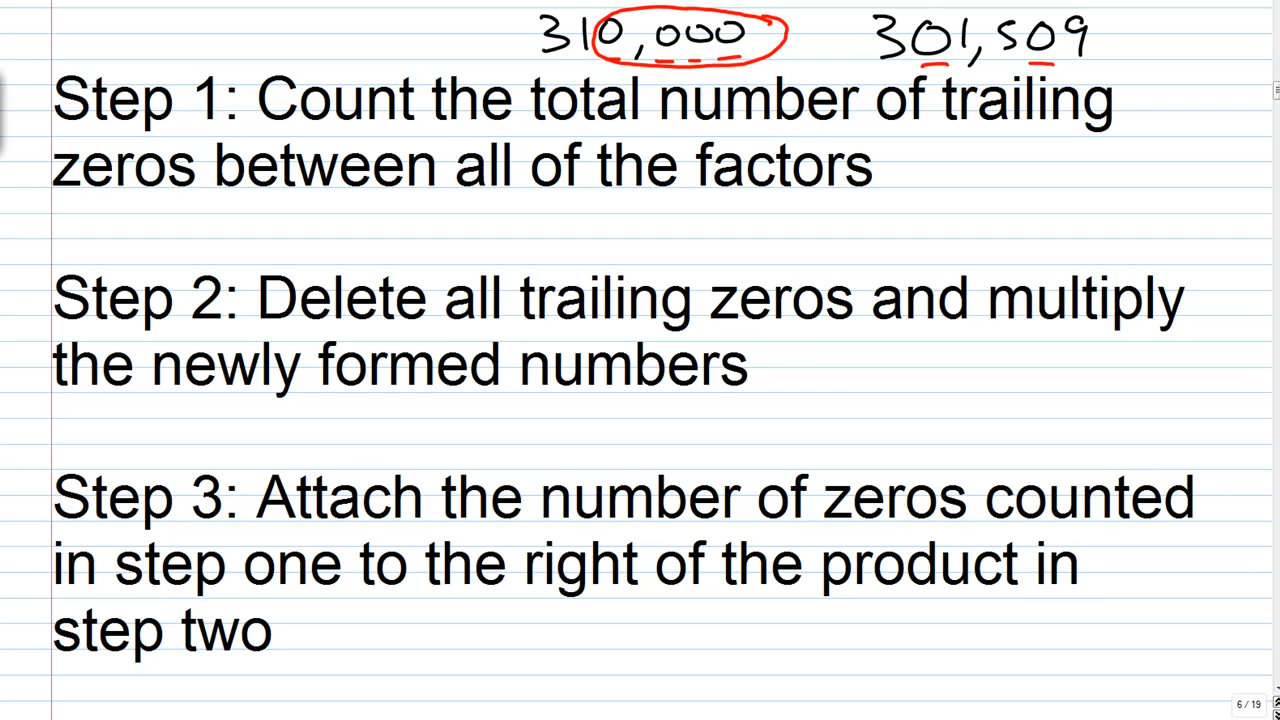 310,000 301,509
Step 1: Count the total number of trailing
zeros between all of the factors
Step 2: Delete all trailing zeros and multiply
the newly formed numbers
Step 3: Attach the number of zeros counted
in step one to the right of the product in
step two
6 / 19